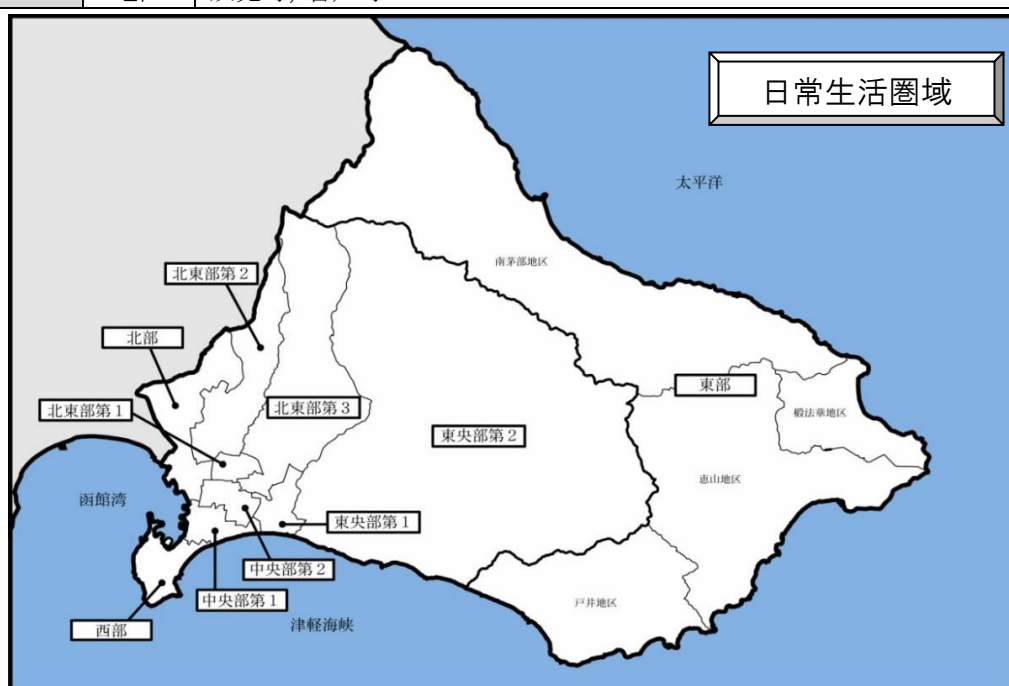 日常生活圏域
太平洋
南茅部地区
北東部第２
北部
北東部第１
北東部第３
東部
椴法華地区
東央部第２
恵山地区
函館湾
東央部第１
中央部第２
中央部第１
戸井地区
西部
津軽海峡